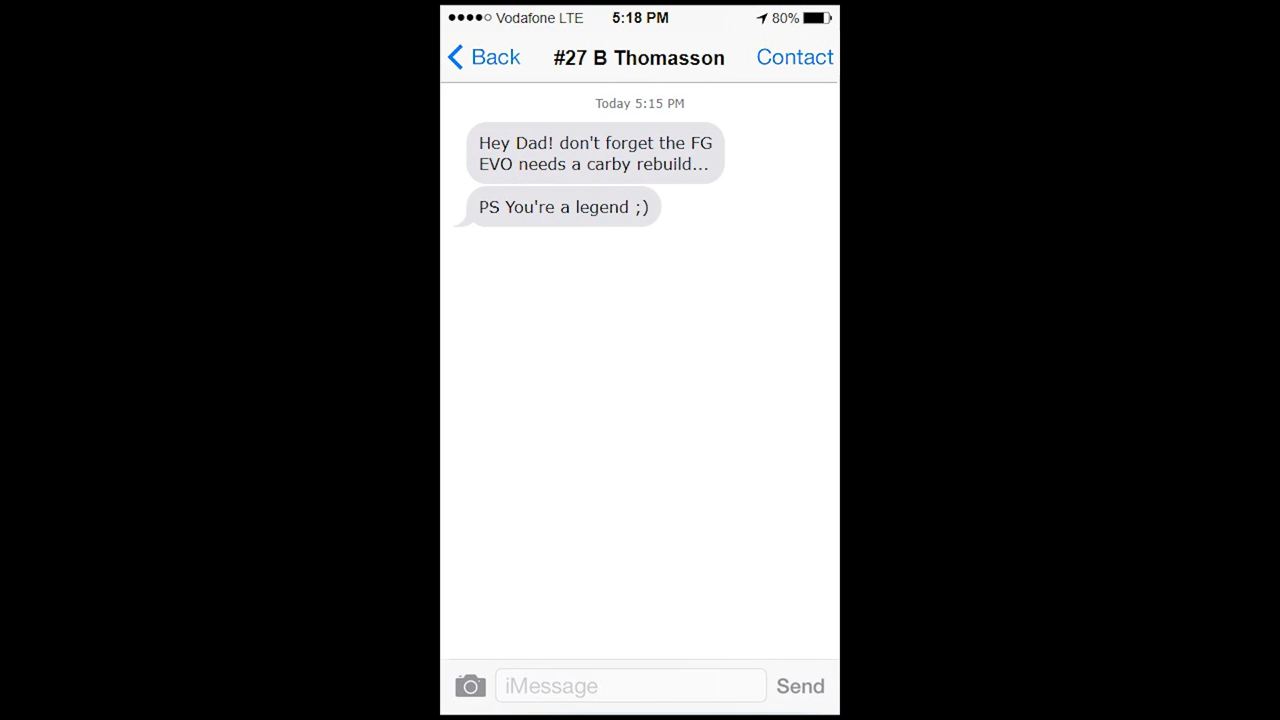 Vodafone LTE 5:18 PM 80%
Back #27 B Thomasson Contact
Today 5:15 PM
Hey Dad! don't forget the FG
EVO needs a carby rebuild...
PS You're a legend ;)
iMessage Send